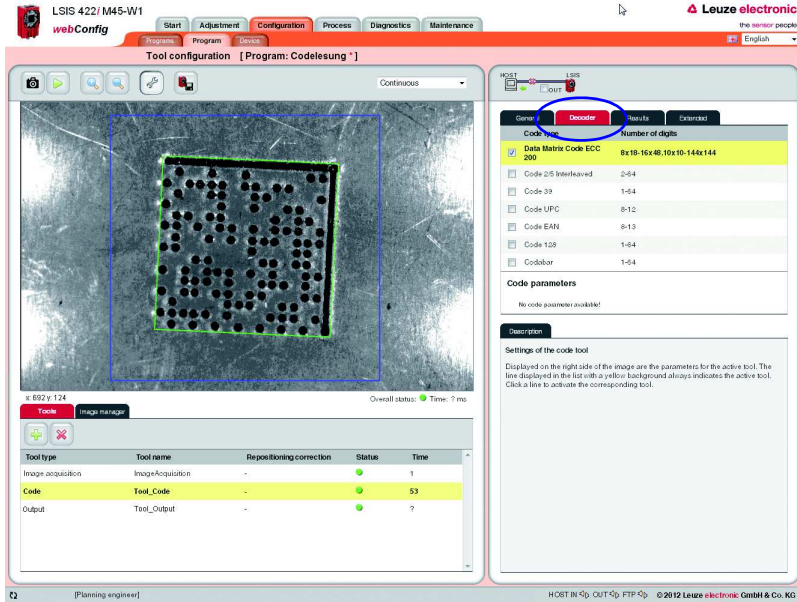 LSIS 422i M45-W1
webConfig
Start Adjustment Configuration Process Diagnostics Maintenance
Leuze electronic
the sensor people
Programs Program Device
English
Tool configuration [Program: Codelesung *]
Continuous
HOST LSIS
OUT
General Decoder Results Extended
Code type Number of digits
Data Matrix Code ECC 200 8x18-16x48,10x10-144x144
Code 2/5 Interleaved 2-64
Code 39 1-64
Code UPC 8-12
Code EAN 8-13
Code 128 1-64
Codabar 1-64
Code parameters
No code parameter available!
Description
Settings of the code tool
Displayed on the right side of the image are the parameters for the active tool. The
line displayed in the list with a yellow background always indicates the active tool.
Click a line to activate the corresponding tool.
x: 692 y: 124 Overall status: Time: ? ms
Tools Image manager
Tool type Tool name Repositioning correction Status Time
Image acquisition ImageAcquisition - 1
Code Tool_Code - 53
Output Tool_Output - ?
[Planning engineer]
HOST IN OUT FTP © 2012 Leuze electronic GmbH & Co. KG